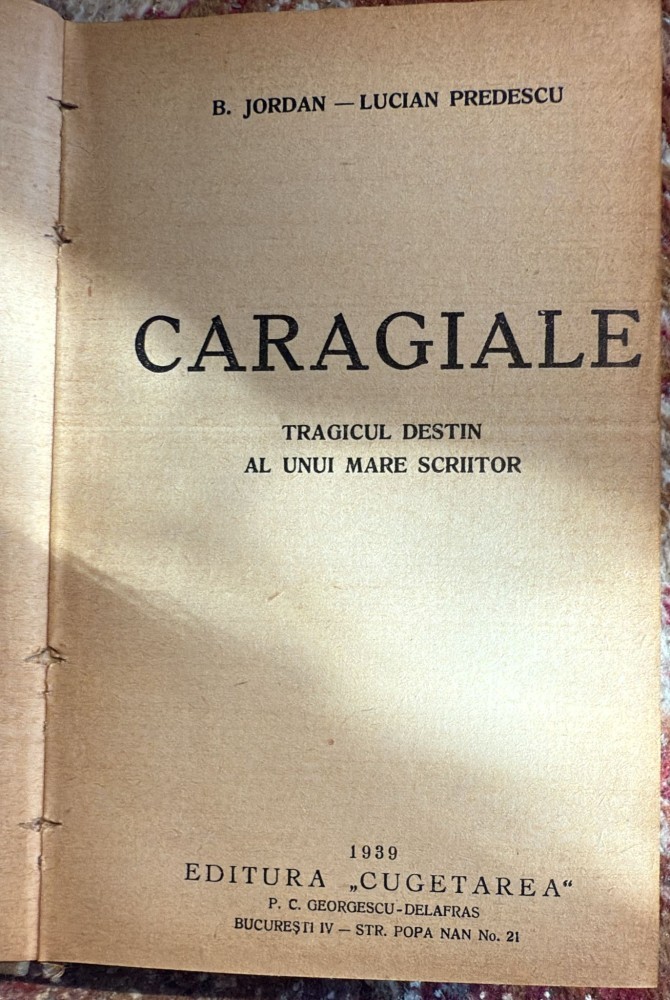 B. JORDAN — LUCIAN PREDESCU
CARAGIALE
TRAGICUL DESTIN
AL UNUI MARE SCRIITOR
1939
EDITURA „CUGETAREA“
P. C. GEORGESCU-DELAFRAS
BUCUREŞTI IV — STR. POPA NAN No. 21